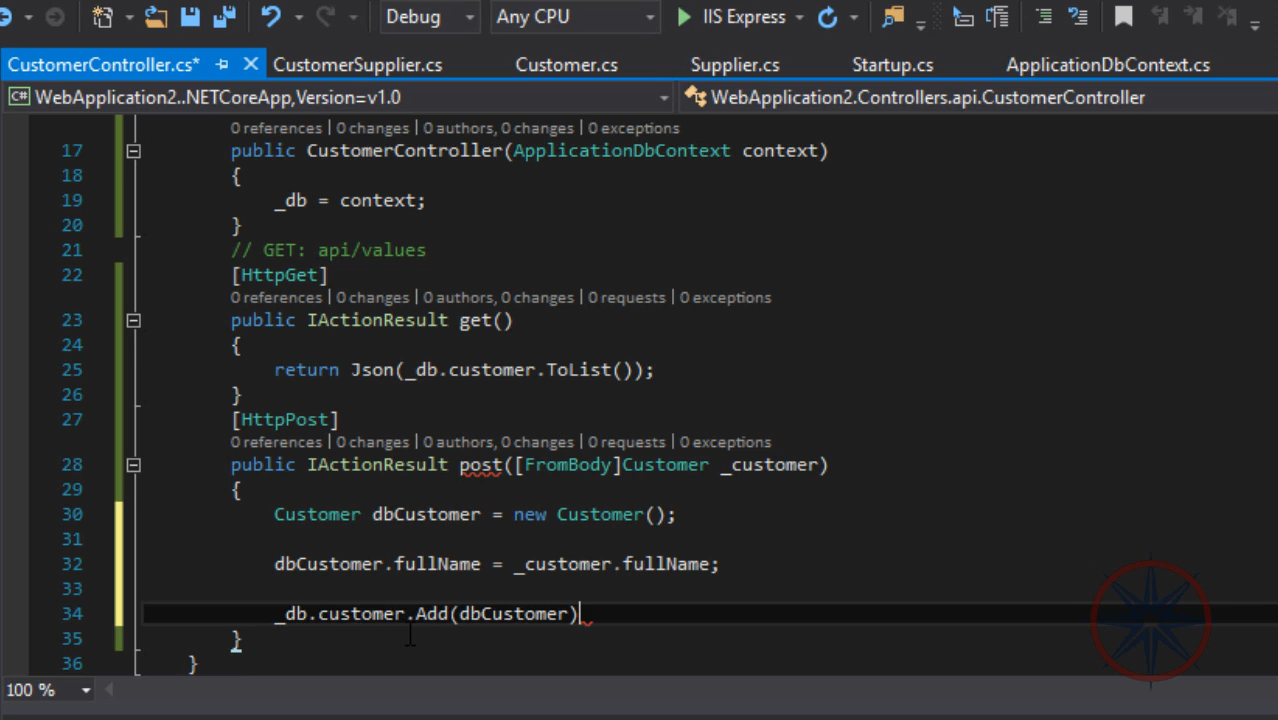 Debug Any CPU IIS Express
CustomerController.cs* CustomerSupplier.cs Customer.cs Supplier.cs Startup.cs ApplicationDbContext.cs
C# WebApplication2..NETCoreApp,Version=v1.0 WebApplication2.Controllers.api.CustomerController
0 references | 0 changes | 0 authors, 0 changes | 0 exceptions
17 public CustomerController(ApplicationDbContext context)
18 {
19 _db = context;
20 }
21 // GET: api/values
22 [HttpGet]
0 references | 0 changes | 0 authors, 0 changes | 0 requests | 0 exceptions
23 public IActionResult get()
24 {
25 return Json(_db.customer.ToList());
26 }
27 [HttpPost]
0 references | 0 changes | 0 authors, 0 changes | 0 requests | 0 exceptions
28 public IActionResult post([FromBody]Customer _customer)
29 {
30 Customer dbCustomer = new Customer();
31
32 dbCustomer.fullName = _customer.fullName;
33
34 _db.customer.Add(dbCustomer)
35 }
36 }
100 %